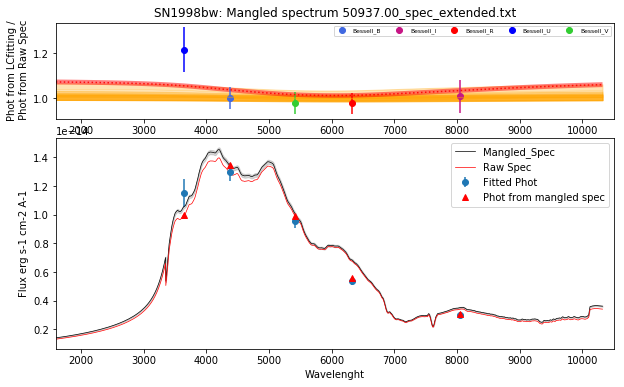 SN1998bw: Mangled spectrum 50937.00_spec_extended.txt
Phot from LCfitting /
Phot from Raw Spec
Bessell_B
Bessell_I
Bessell_R
Bessell_U
Bessell_V
1.2
1.0
2000 3000 4000 5000 6000 7000 8000 9000 10000
1e-14
Flux erg s-1 cm-2 A-1
1.4
1.2
1.0
0.8
0.6
0.4
0.2
Mangled_Spec
Raw Spec
Fitted Phot
Phot from mangled spec
2000 3000 4000 5000 6000 7000 8000 9000 10000
Wavelenght